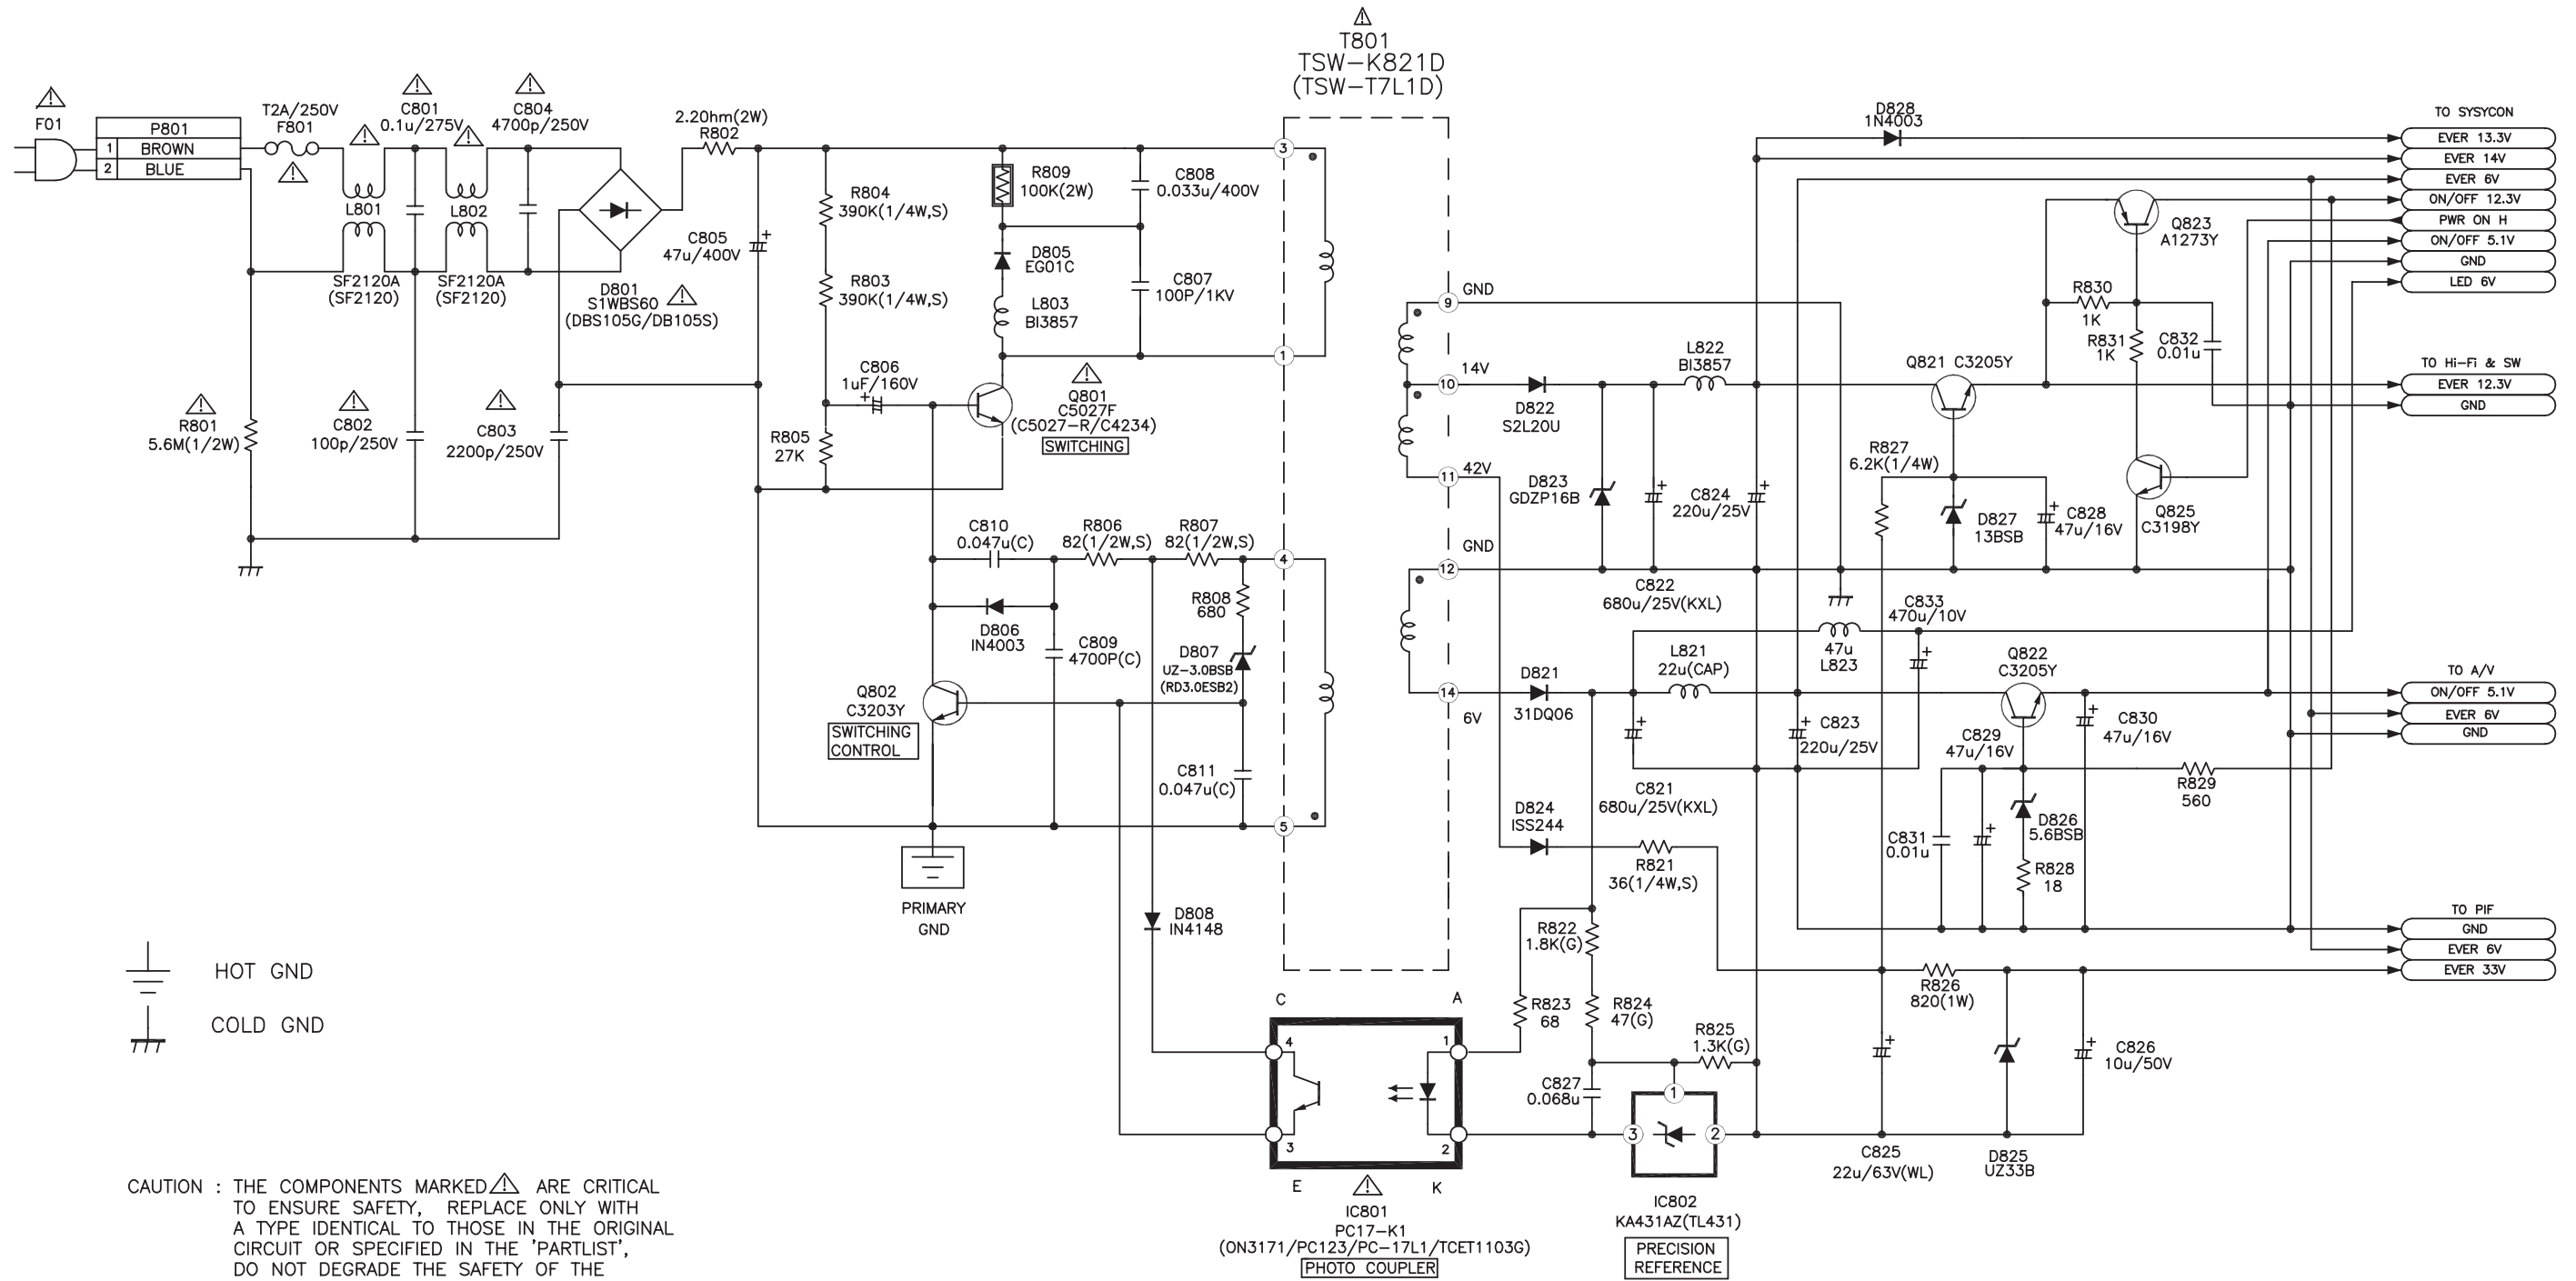 T801
TSW-K821D
(TSW-T7L1D)
F01
P801
1 BROWN
2 BLUE
T2A/250V
F801
C801
0.1u/275V
C804
4700p/250V
L801
L802
SF2120A
(SF2120)
SF2120A
(SF2120)
D801
S1WBS60
(DBS105G/DB105S)
R801
5.6M(1/2W)
C802
100p/250V
C803
2200p/250V
2.2Ohm(2W)
R802
C805
47u/400V
R804
390K(1/4W,S)
R803
390K(1/4W,S)
R809
100K(2W)
C808
0.033u/400V
D805
EG01C
C807
100P/1KV
L803
BI3857
C806
1uF/160V
R805
27K
Q801
C5027F
(C5027-R/C4234)
SWITCHING
C810
0.047u(C)
R806
82(1/2W,S)
R807
82(1/2W,S)
R808
680
D806
IN4003
C809
4700P(C)
D807
UZ-3.0BSB
(RD3.0ESB2)
Q802
C3203Y
SWITCHING
CONTROL
C811
0.047u(C)
PRIMARY
GND
D808
IN4148
3
1
4
5
9
10
11
12
14
GND
14V
42V
GND
6V
D822
S2L20U
D823
GDZP16B
C824
220u/25V
L822
BI3857
C822
680u/25V(KXL)
D821
31DQ06
L821
22u(CAP)
47u
L823
C833
470u/10V
C823
220u/25V
C821
680u/25V(KXL)
D824
ISS244
R821
36(1/4W,S)
R822
1.8K(G)
R823
68
R824
47(G)
R825
1.3K(G)
C827
0.068u
D828
1N4003
Q823
A1273Y
R830
1K
R831
1K
C832
0.01u
Q821 C3205Y
R827
6.2K(1/4W)
D827
13BSB
C828
47u/16V
Q825
C3198Y
Q822
C3205Y
C829
47u/16V
C830
47u/16V
R829
560
C831
0.01u
D826
5.6BSB
R828
18
R826
820(1W)
C826
10u/50V
C825
22u/63V(WL)
D825
UZ33B
TO SYSYCON
EVER 13.3V
EVER 14V
EVER 6V
ON/OFF 12.3V
PWR ON H
ON/OFF 5.1V
GND
LED 6V
TO Hi-Fi & SW
EVER 12.3V
GND
TO A/V
ON/OFF 5.1V
EVER 6V
GND
TO PIF
GND
EVER 6V
EVER 33V
C
A
4
1
3
2
E
K
IC801
PC17-K1
(ON3171/PC123/PC-17L1/TCET1103G)
PHOTO COUPLER
1
3
2
IC802
KA431AZ(TL431)
PRECISION
REFERENCE
HOT GND
COLD GND
CAUTION : THE COMPONENTS MARKED ⚠ ARE CRITICAL
TO ENSURE SAFETY, REPLACE ONLY WITH
A TYPE IDENTICAL TO THOSE IN THE ORIGINAL
CIRCUIT OR SPECIFIED IN THE 'PARTLIST',
DO NOT DEGRADE THE SAFETY OF THE